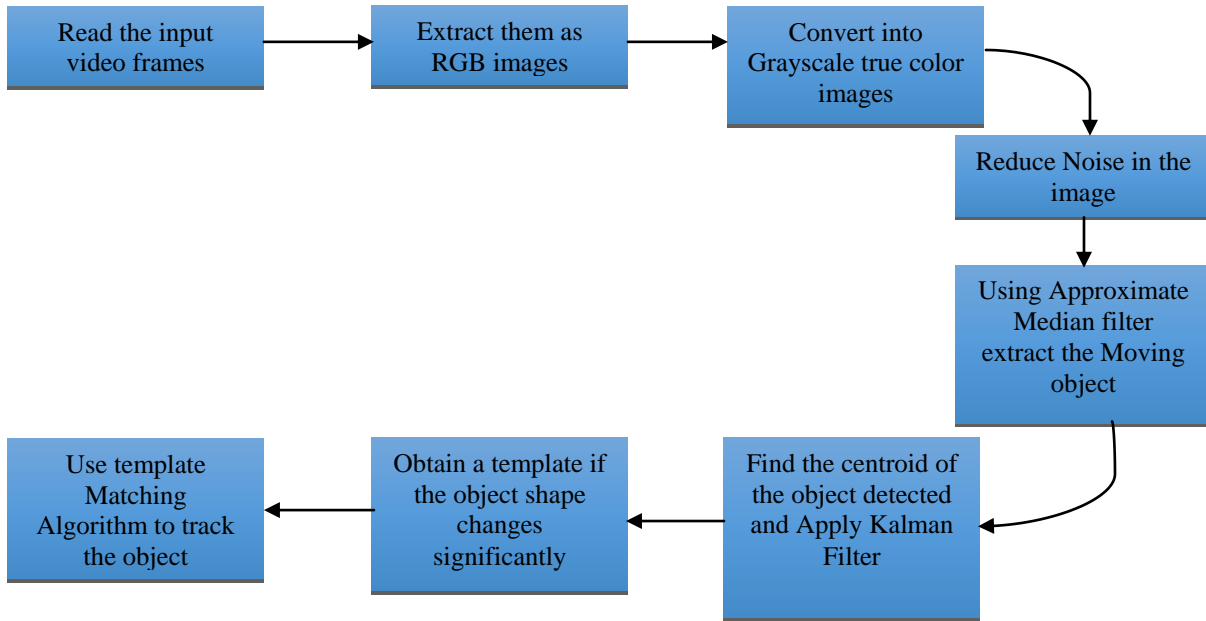 Read the input
video frames
Extract them as
RGB images
Convert into
Grayscale true color
images
Reduce Noise in the
image
Using Approximate
Median filter
extract the Moving
object
Find the centroid of
the object detected
and Apply Kalman
Filter
Obtain a template if
the object shape
changes
significantly
Use template
Matching
Algorithm to track
the object